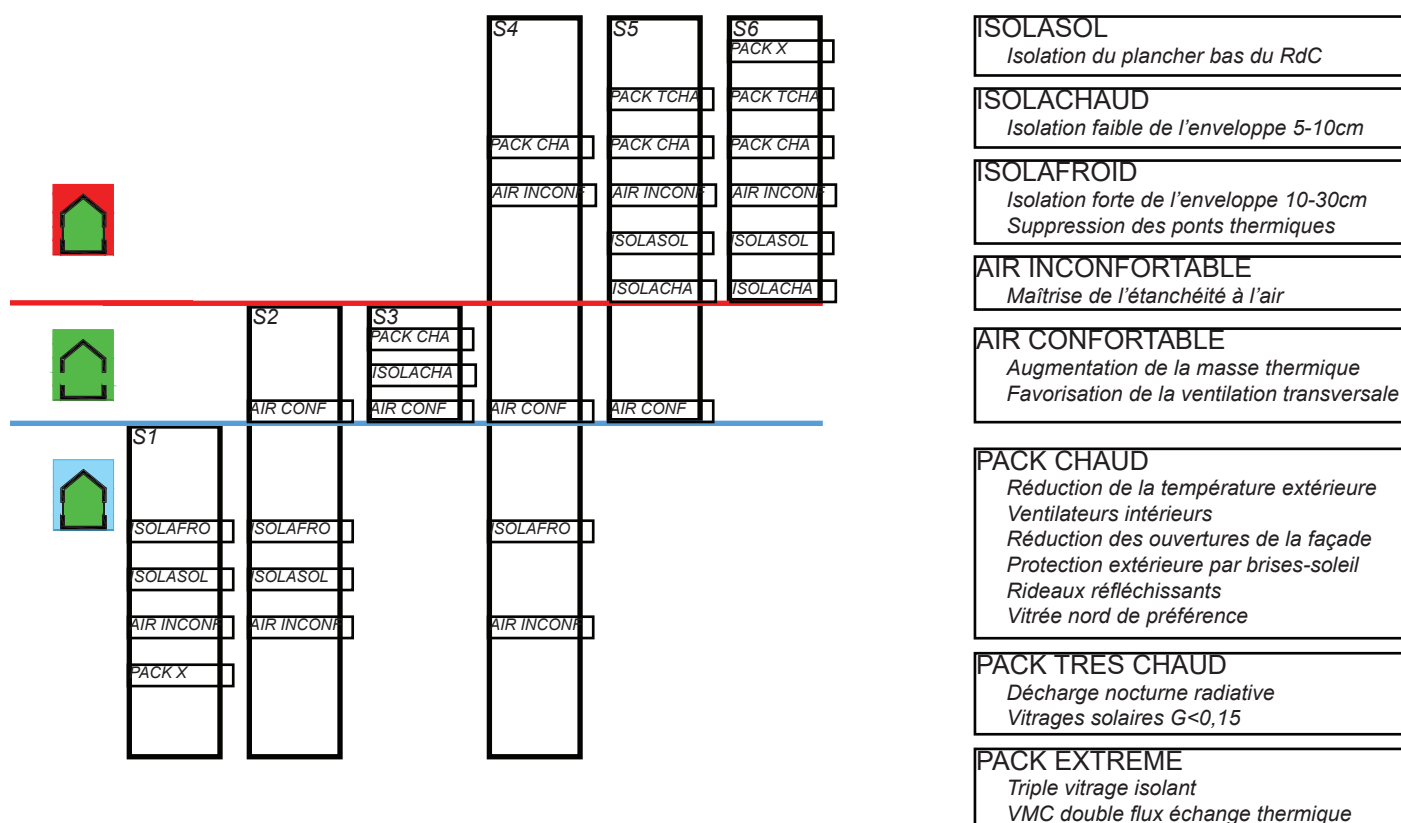 S4
S5
S6
PACK X
PACK TCHA
PACK TCHA
PACK CHA
PACK CHA
PACK CHA
AIR INCONF
AIR INCONF
AIR INCONF
ISOLASOL
ISOLASOL
ISOLACHA
ISOLACHA
S2
S3
PACK CHA
ISOLACHA
AIR CONF
AIR CONF
AIR CONF
AIR CONF
S1
ISOLAFRO
ISOLAFRO
ISOLAFRO
ISOLASOL
ISOLASOL
AIR INCONF
AIR INCONF
AIR INCONF
PACK X
ISOLASOL
Isolation du plancher bas du RdC
ISOLACHAUD
Isolation faible de l’enveloppe 5-10cm
ISOLAFROID
Isolation forte de l’enveloppe 10-30cm
Suppression des ponts thermiques
AIR INCONFORTABLE
Maîtrise de l’étanchéité à l’air
AIR CONFORTABLE
Augmentation de la masse thermique
Favorisation de la ventilation transversale
PACK CHAUD
Réduction de la température extérieure
Ventilateurs intérieurs
Réduction des ouvertures de la façade
Protection extérieure par brises-soleil
Rideaux réfléchissants
Vitrée nord de préférence
PACK TRES CHAUD
Décharge nocturne radiative
Vitrages solaires G<0,15
PACK EXTREME
Triple vitrage isolant
VMC double flux échange thermique